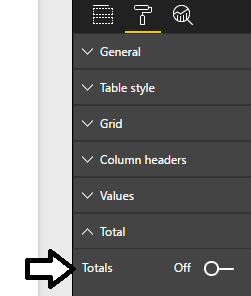 General
Table style
Grid
Column headers
Values
Total
Totals Off